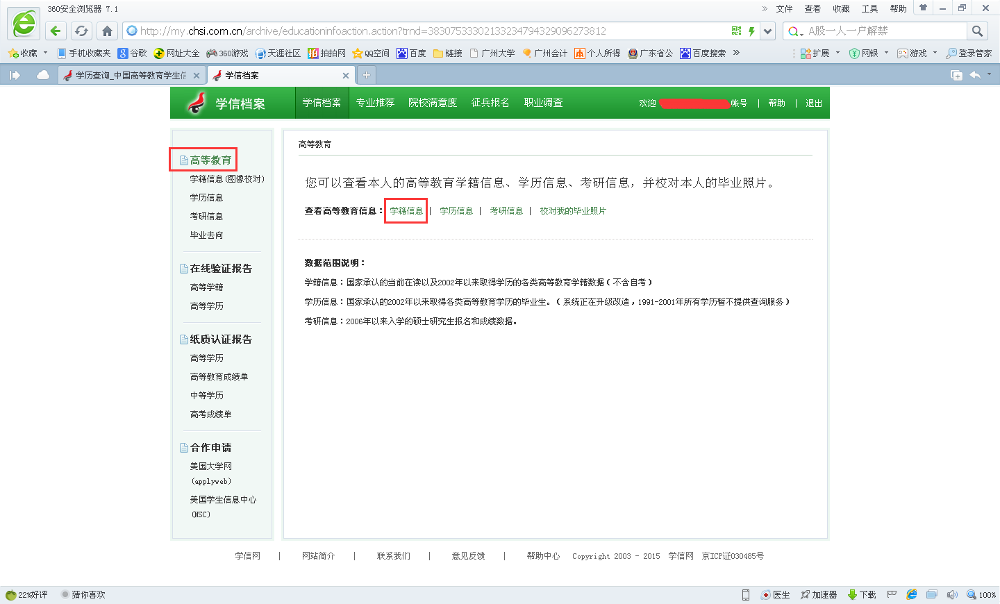 360安全浏览器 7.1
» 文件 查看 收藏 工具 帮助
http://my.chsi.com.cn/archive/educationinfoaction.action?trnd=38307533302133234794329096273812
A股一人一户解禁
收藏 手机收藏夹 谷歌 网址大全 360游戏 天涯社区 拍拍网 QQ空间 百度 链接 广州大学 广州会计 个人所得 广东省公 百度搜索 » 扩展 网银 游戏 登录管家
学历查询_中国高等教育学生信 学信档案
学信档案
学信档案 专业推荐 院校满意度 征兵报名 职业调查
欢迎 帐号 | 帮助 | 退出
高等教育
学籍信息(图像校对)
学历信息
考研信息
毕业去向
在线验证报告
高等学籍
高等学历
纸质认证报告
高等学历
高等教育成绩单
中等学历
高考成绩单
合作申请
美国大学网
(applyweb)
美国学生信息中心
(NSC)
高等教育
您可以查看本人的高等教育学籍信息、学历信息、考研信息，并校对本人的毕业照片。
查看高等教育信息： 学籍信息 | 学历信息 | 考研信息 | 校对我的毕业照片
数据范围说明：
学籍信息：国家承认的当前在读以及2002年以来取得学历的各类高等教育学籍数据（不含自考）
学历信息：国家承认的2002年以来取得各类高等教育学历的毕业生。（系统正在升级改造，1991-2001年所有学历暂不提供查询服务）
考研信息：2006年以来入学的硕士研究生报名和成绩数据。
学信网 | 网站简介 | 联系我们 | 意见反馈 | 帮助中心 Copyright 2003 - 2015 学信网 京ICP证030485号
22%好评 猜你喜欢
医生 加速器 下载 100%